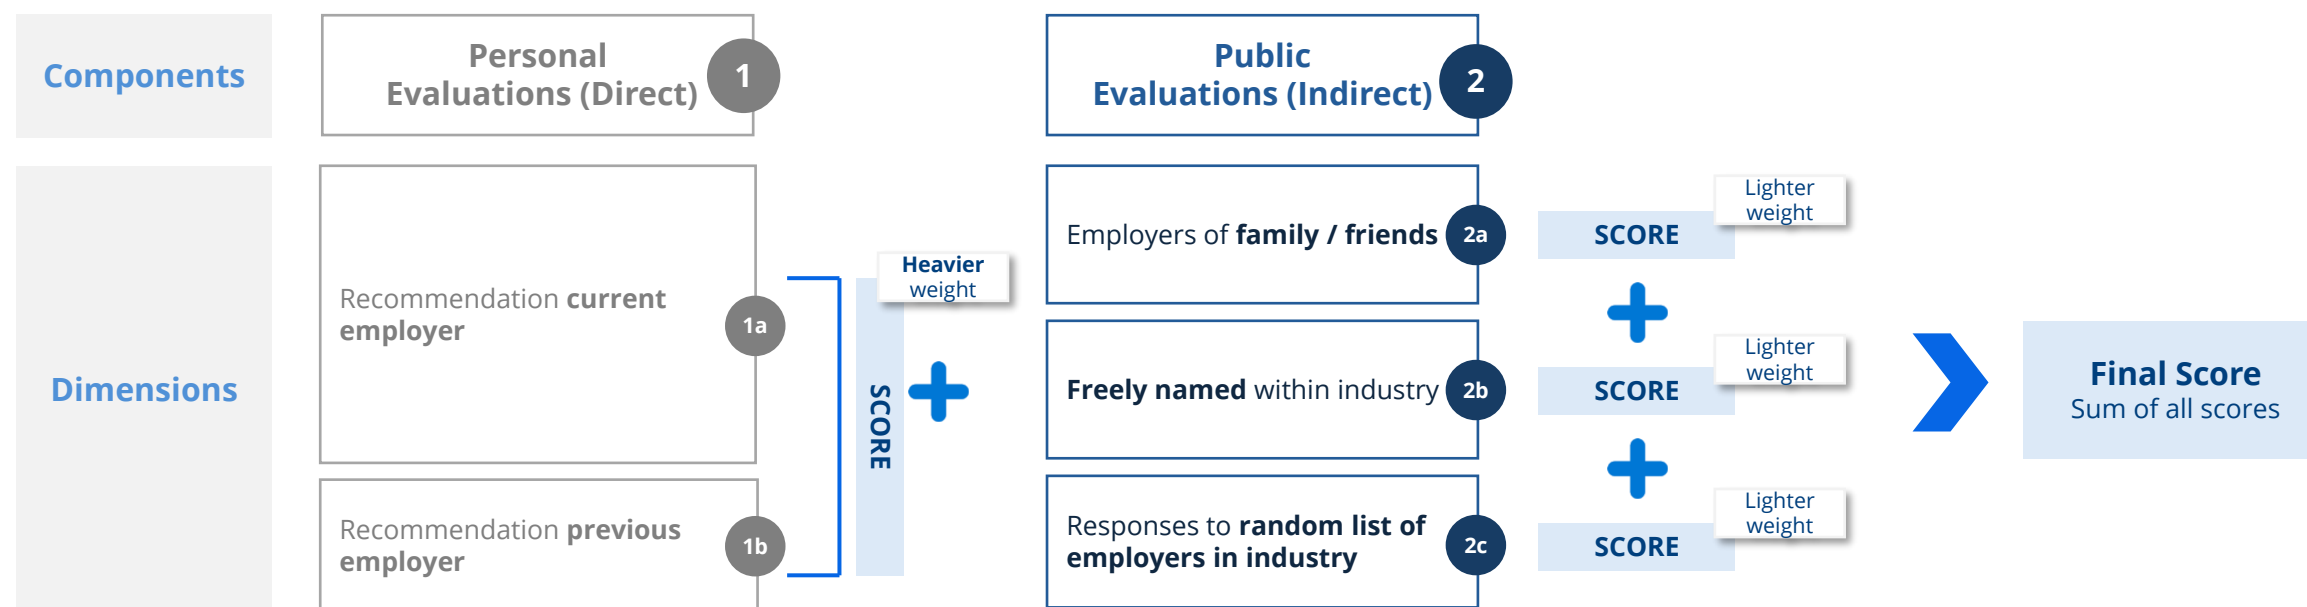 Components
Personal
Evaluations (Direct)
1
Public
Evaluations (Indirect)
2
Dimensions
Recommendation current
employer
1a
Recommendation previous
employer
1b
SCORE
Heavier
weight
Employers of family / friends
2a
SCORE
Lighter
weight
Freely named within industry
2b
SCORE
Lighter
weight
Responses to random list of
employers in industry
2c
SCORE
Lighter
weight
Final Score
Sum of all scores